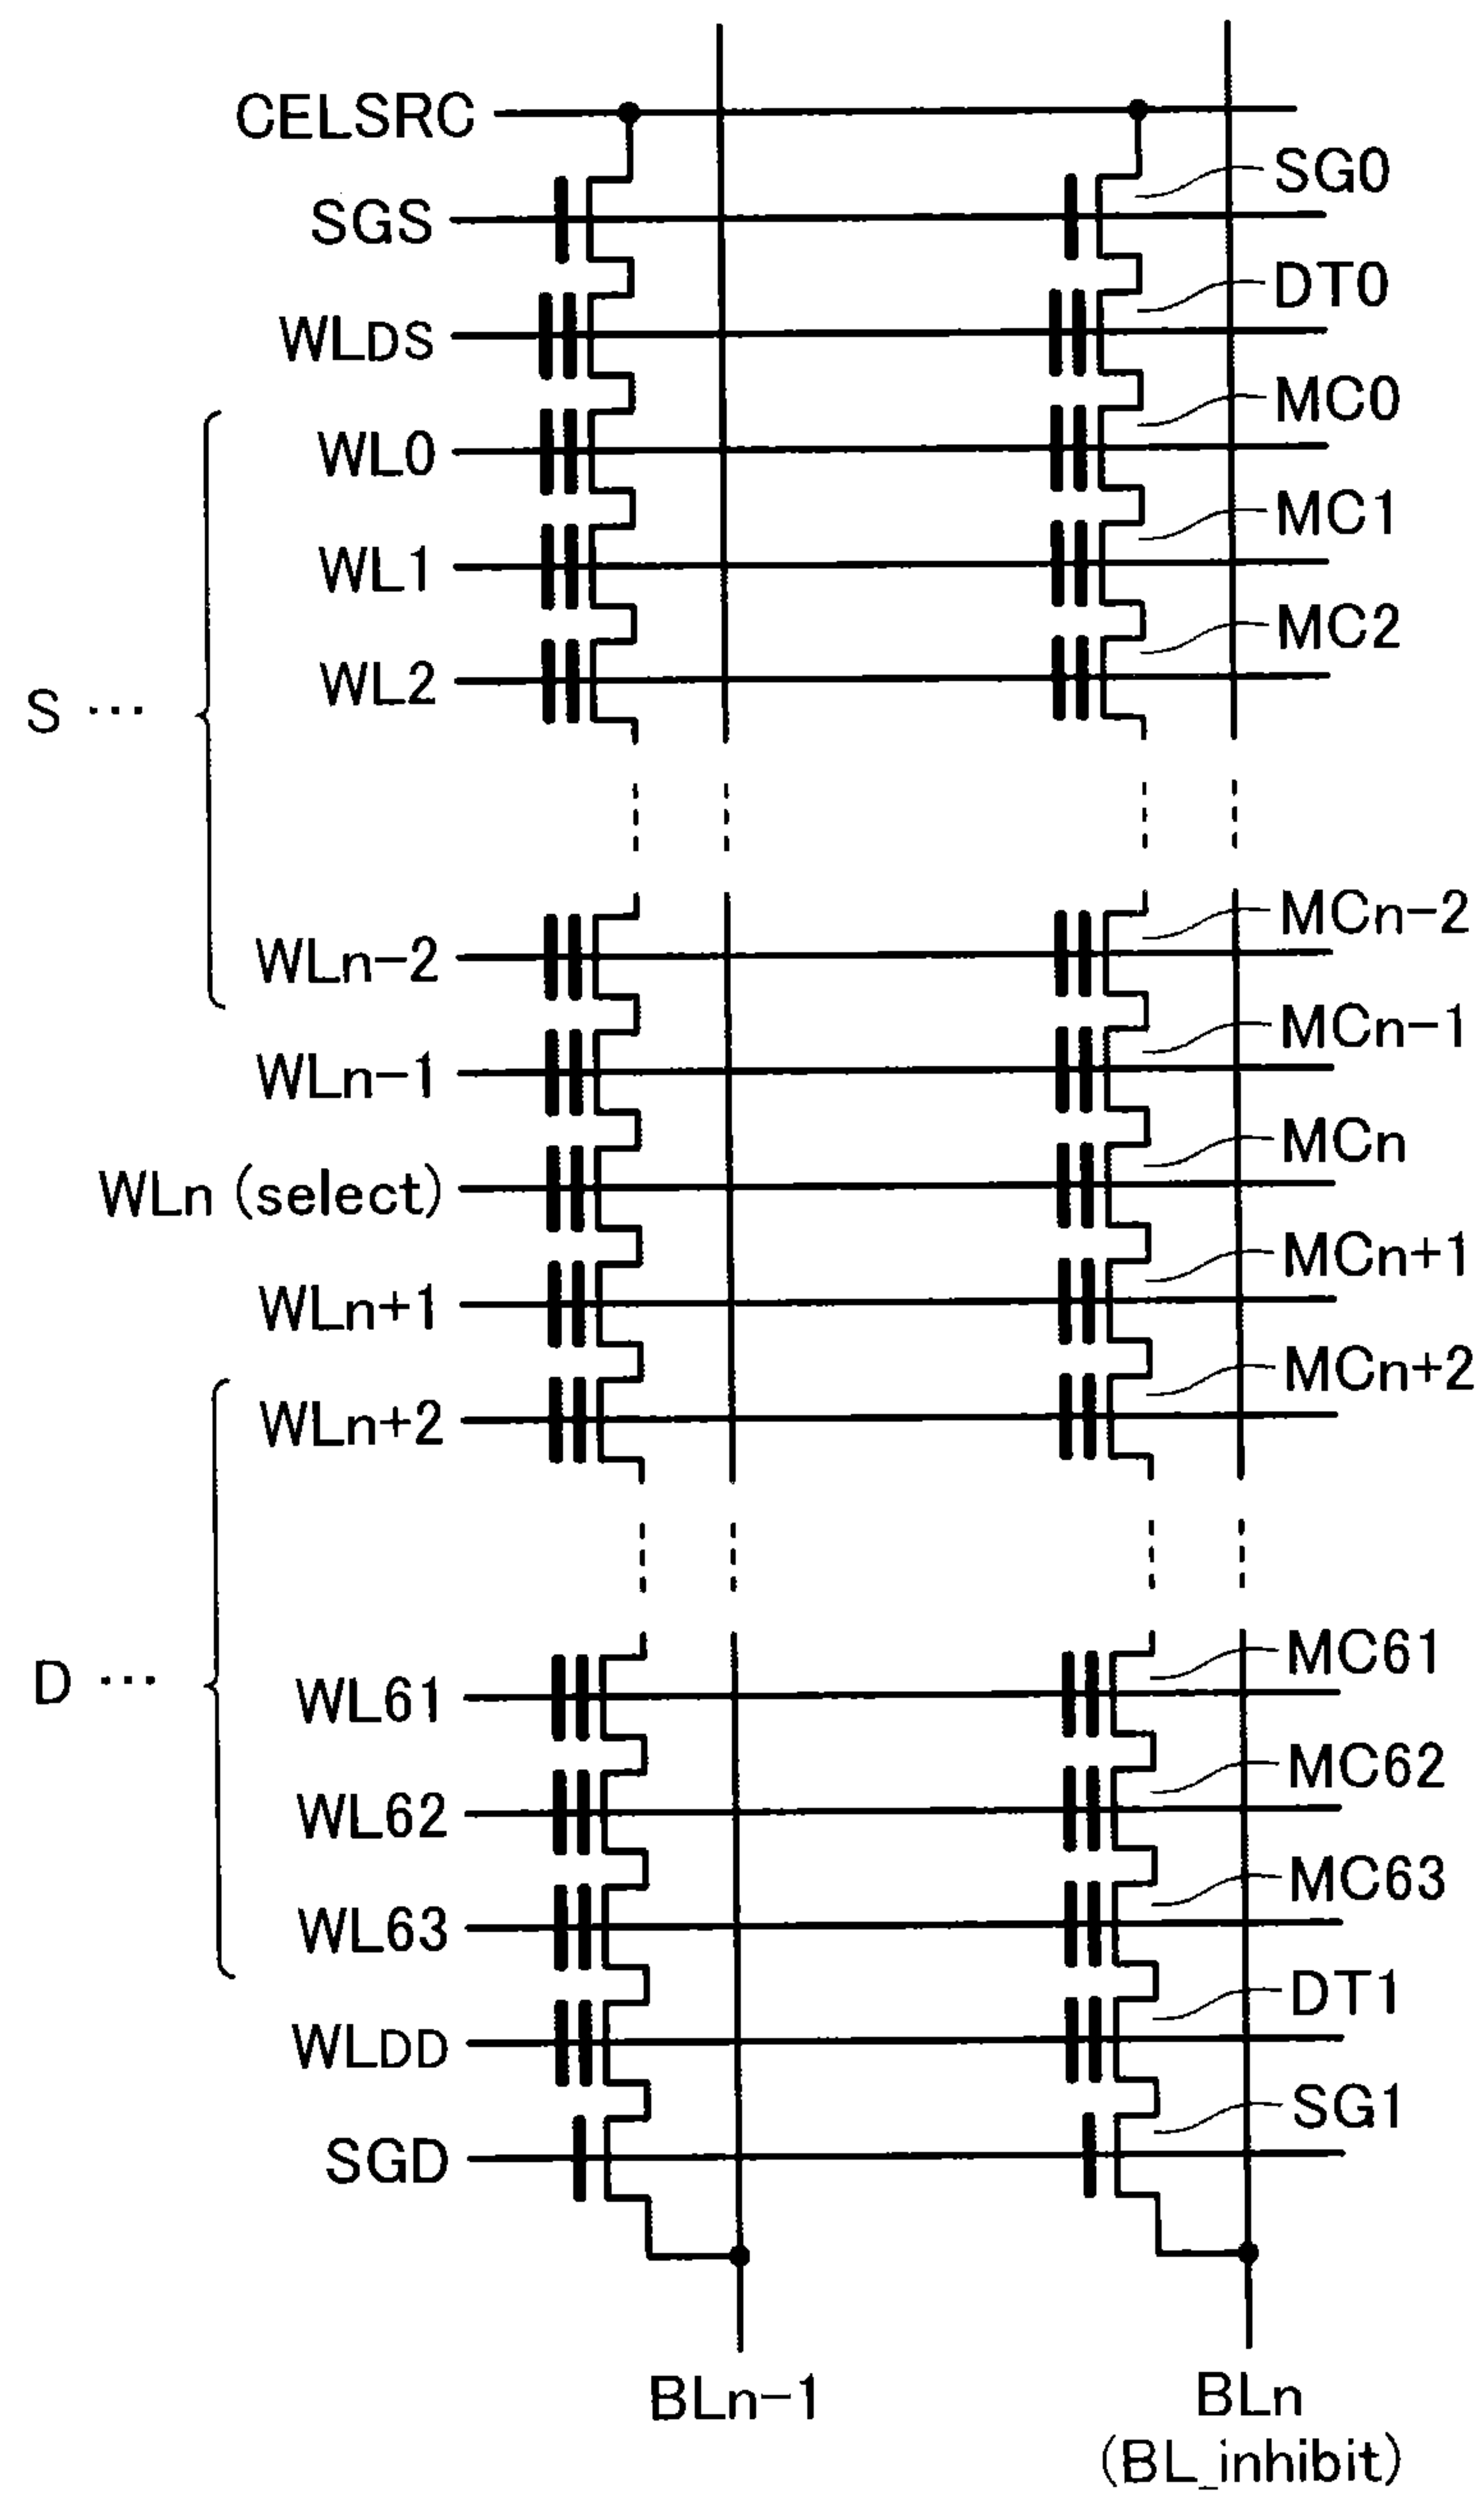 CELSRC
SG0
SGS
DT0
WLDS
MC0
WL0
MC1
WL1
MC2
WL2
S ...
MCn-2
WLn-2
MCn-1
WLn-1
MCn
WLn (select)
MCn+1
WLn+1
MCn+2
WLn+2
MC61
D ...
WL61
MC62
WL62
MC63
WL63
DT1
WLDD
SG1
SGD
BLn-1
BLn
(BL_inhibit)